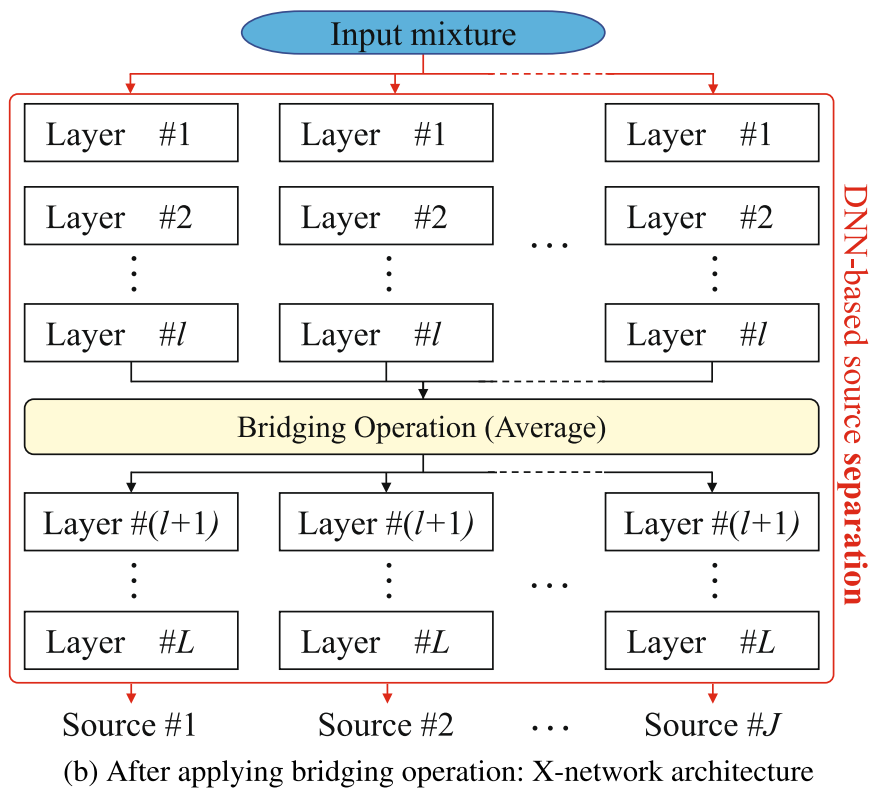 Input mixture
Layer #1 Layer #1 Layer #1
Layer #2 Layer #2 ... Layer #2
Layer #l Layer #l Layer #l
Bridging Operation (Average)
Layer #(l+1) Layer #(l+1) Layer #(l+1)
...
Layer #L Layer #L Layer #L
Source #1 Source #2 ... Source #J
DNN-based source separation
(b) After applying bridging operation: X-network architecture